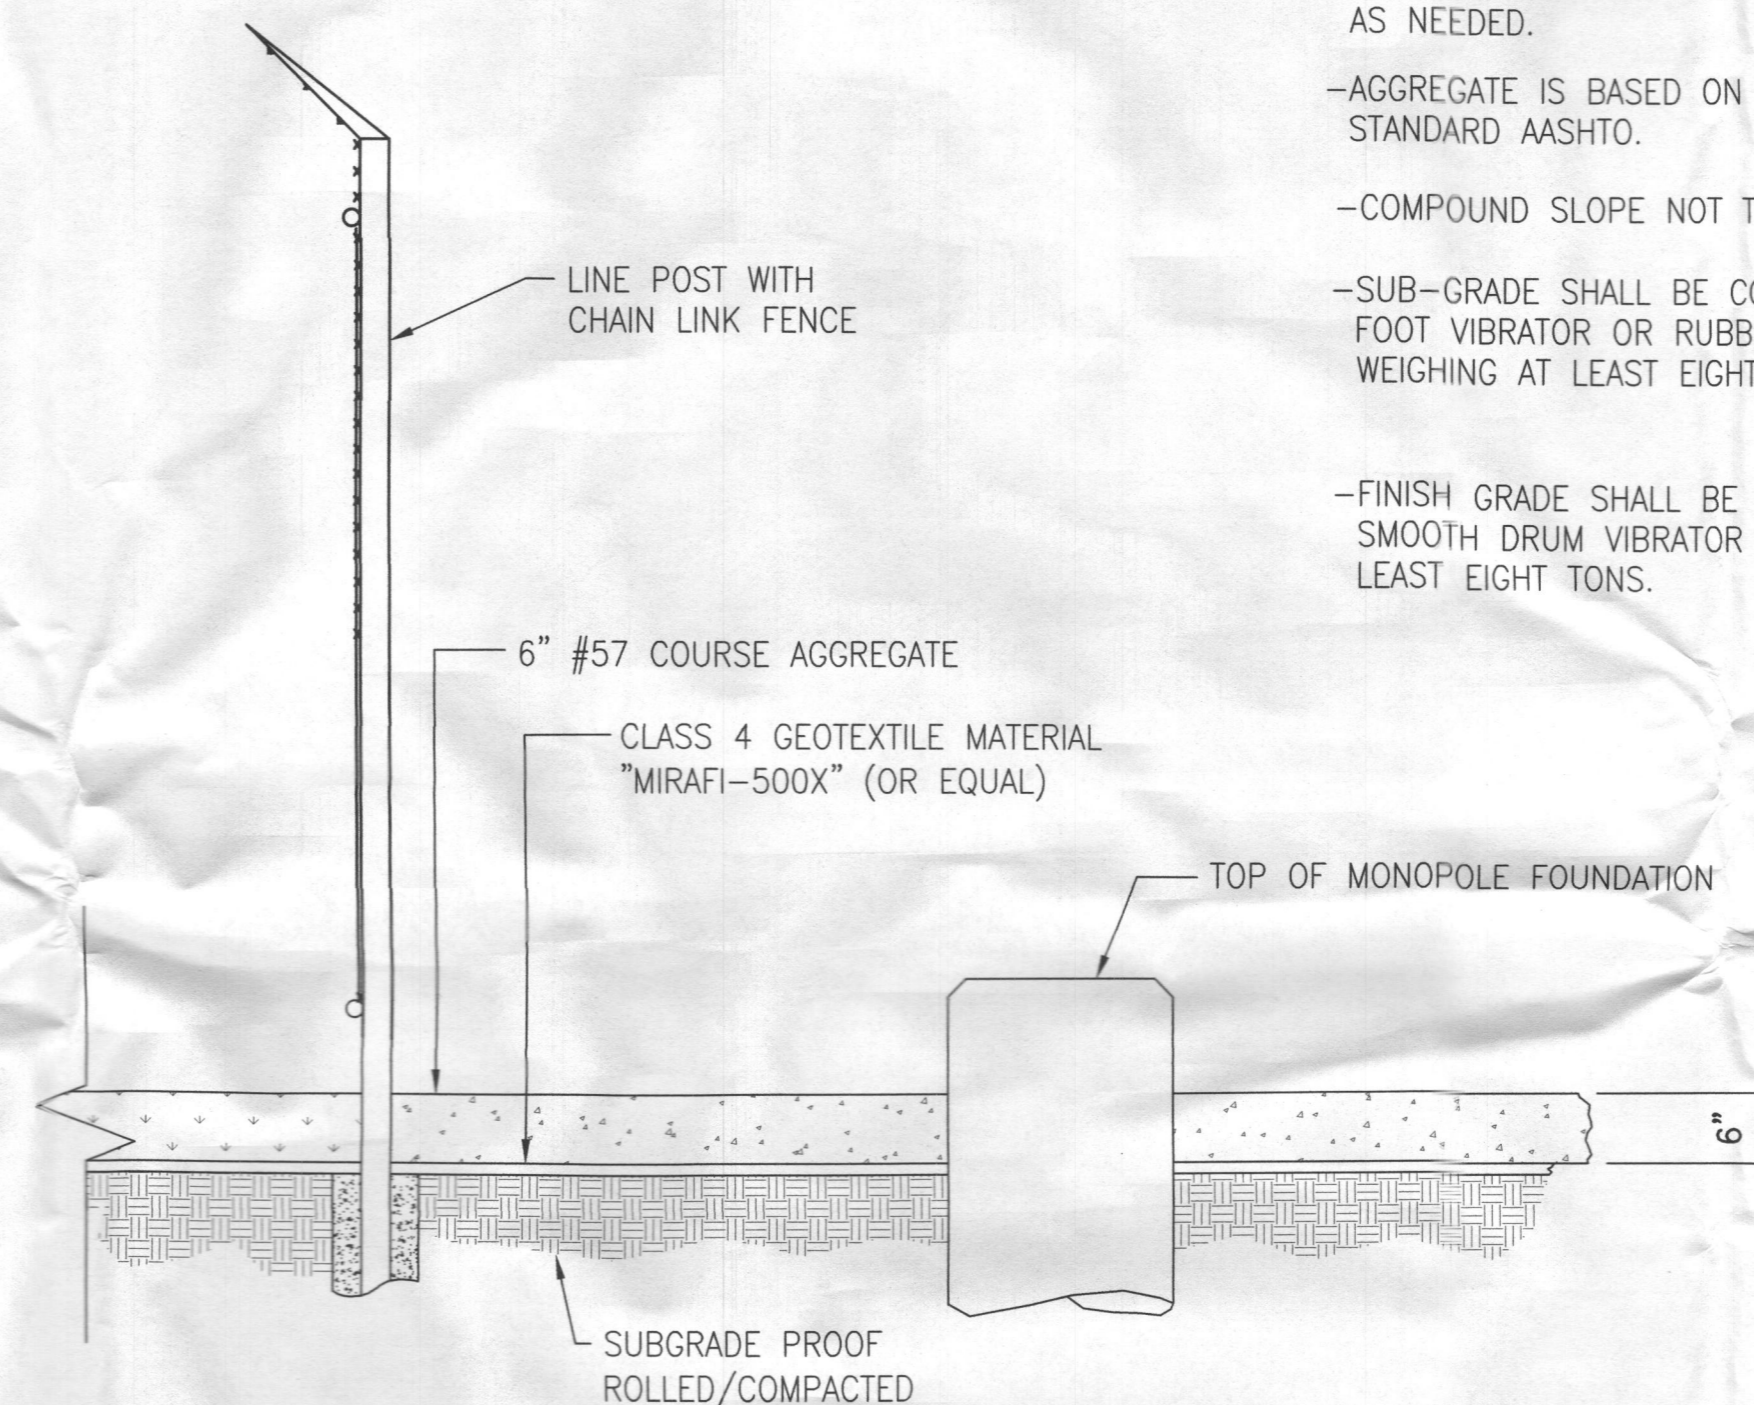 AS NEEDED.
-AGGREGATE IS BASED ON
STANDARD AASHTO.
-COMPOUND SLOPE NOT T
-SUB-GRADE SHALL BE CO
FOOT VIBRATOR OR RUBB
WEIGHING AT LEAST EIGHT
-FINISH GRADE SHALL BE
SMOOTH DRUM VIBRATOR
LEAST EIGHT TONS.
LINE POST WITH
CHAIN LINK FENCE
6" #57 COURSE AGGREGATE
CLASS 4 GEOTEXTILE MATERIAL
"MIRAFI-500X" (OR EQUAL)
TOP OF MONOPOLE FOUNDATION
6"
SUBGRADE PROOF
ROLLED/COMPACTED